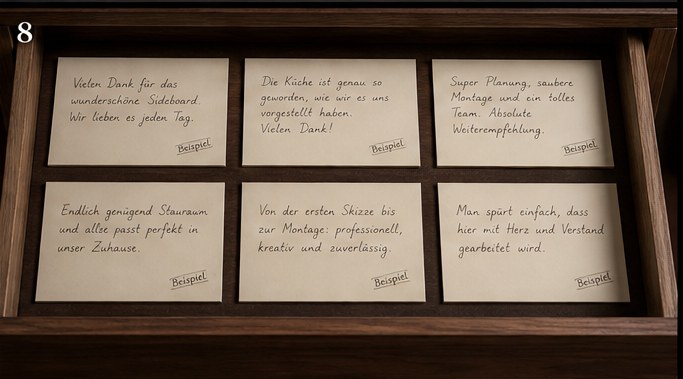 8
Vielen Dank für das
wunderschöne Sideboard.
Wir lieben es jeden Tag.
Beispiel
Die Küche ist genau so
geworden, wie wir es uns
vorgestellt haben.
Vielen Dank!
Beispiel
Super Planung, saubere
Montage und ein tolles
Team. Absolute
Weiterempfehlung.
Beispiel
Endlich genügend Stauraum
und alles passt perfekt in
unser Zuhause.
Beispiel
Von der ersten Skizze bis
zur Montage: professionell,
kreativ und zuverlässig.
Beispiel
Man spürt einfach, dass
hier mit Herz und Verstand
gearbeitet wird.
Beispiel